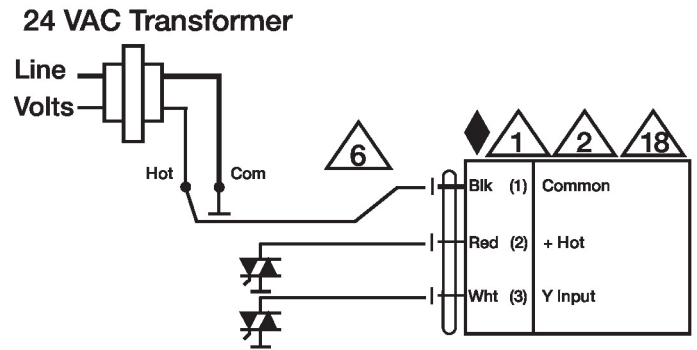 24 VAC Transformer
Line
Volts
Hot
Com
6
1
2
18
Blk (1) Common
Red (2) + Hot
Wht (3) Y Input